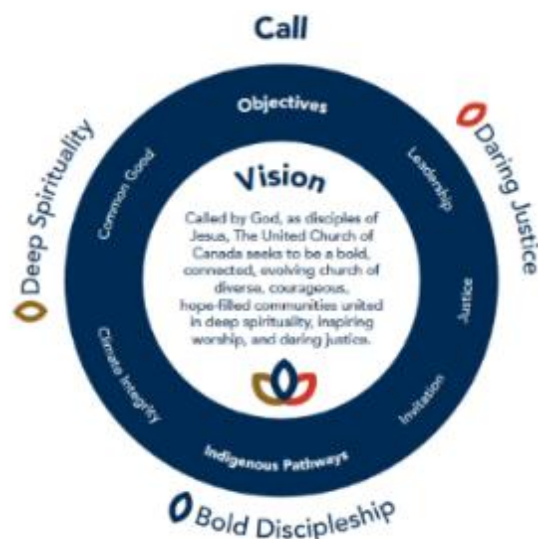 Call
Objectives
Common Good
Leadership
Deep Spirituality
Daring Justice
Vision
Called by God, as disciples of
Jesus, The United Church of
Canada seeks to be a bold,
connected, evolving church of
diverse, courageous,
hope-filled communities united
in deep spirituality, inspiring
worship, and daring justice.
Justice
Climate Integrity
Invitation
Indigenous Pathways
Bold Discipleship